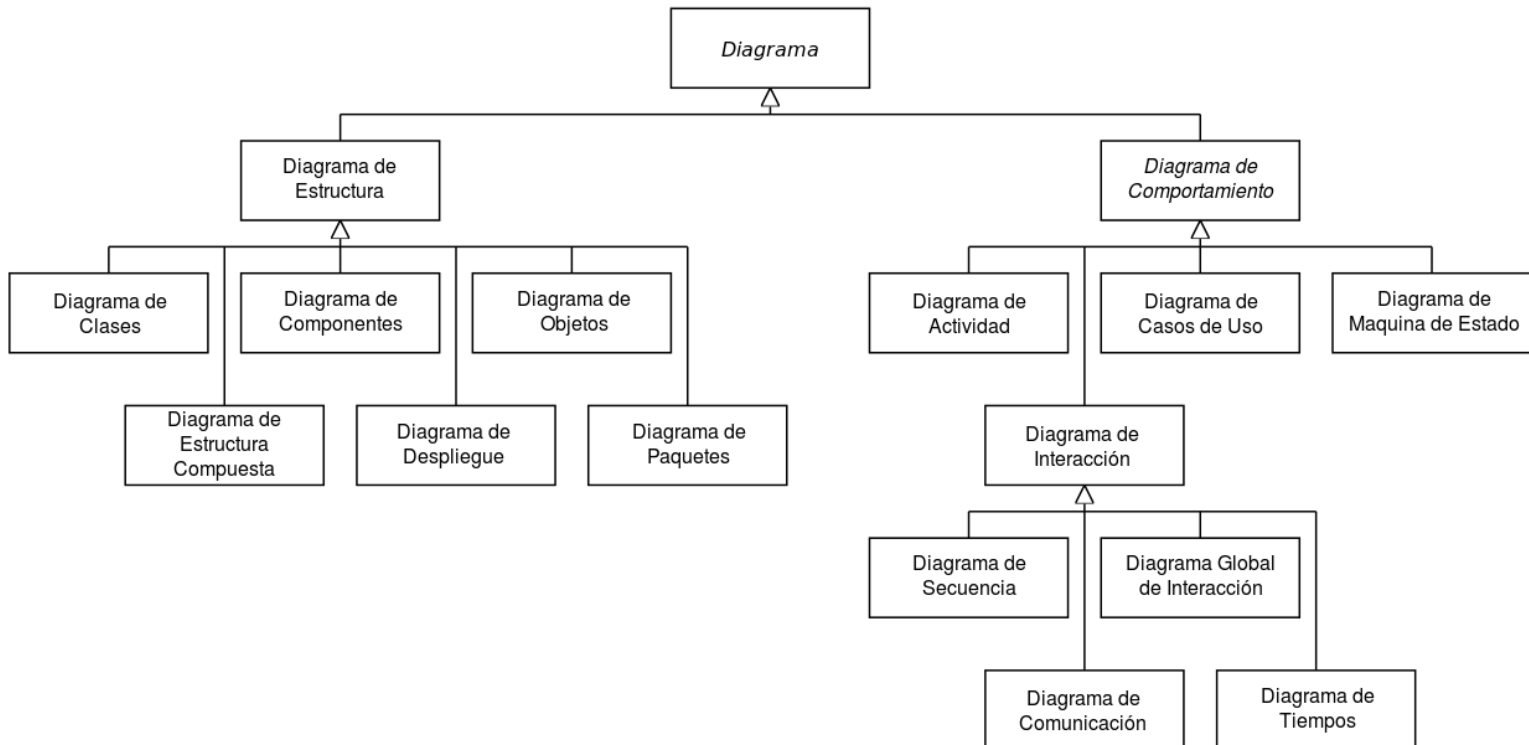 Diagrama
Diagrama de
Estructura
Diagrama de
Comportamiento
Diagrama de
Clases
Diagrama de
Componentes
Diagrama de
Objetos
Diagrama de
Actividad
Diagrama de
Casos de Uso
Diagrama de
Maquina de Estado
Diagrama de
Estructura
Compuesta
Diagrama de
Despliegue
Diagrama de
Paquetes
Diagrama de
Interacción
Diagrama de
Secuencia
Diagrama Global
de Interacción
Diagrama de
Comunicación
Diagrama de
Tiempos